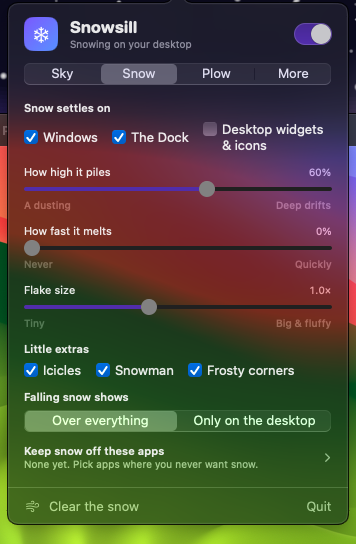 Snowsill
Snowing on your desktop
Sky
Snow
Plow
More
Snow settles on
Windows
The Dock
Desktop widgets
& icons
How high it piles
60%
A dusting
Deep drifts
How fast it melts
0%
Never
Quickly
Flake size
1.0×
Tiny
Big & fluffy
Little extras
Icicles
Snowman
Frosty corners
Falling snow shows
Over everything
Only on the desktop
Keep snow off these apps
None yet. Pick apps where you never want snow.
Clear the snow
Quit